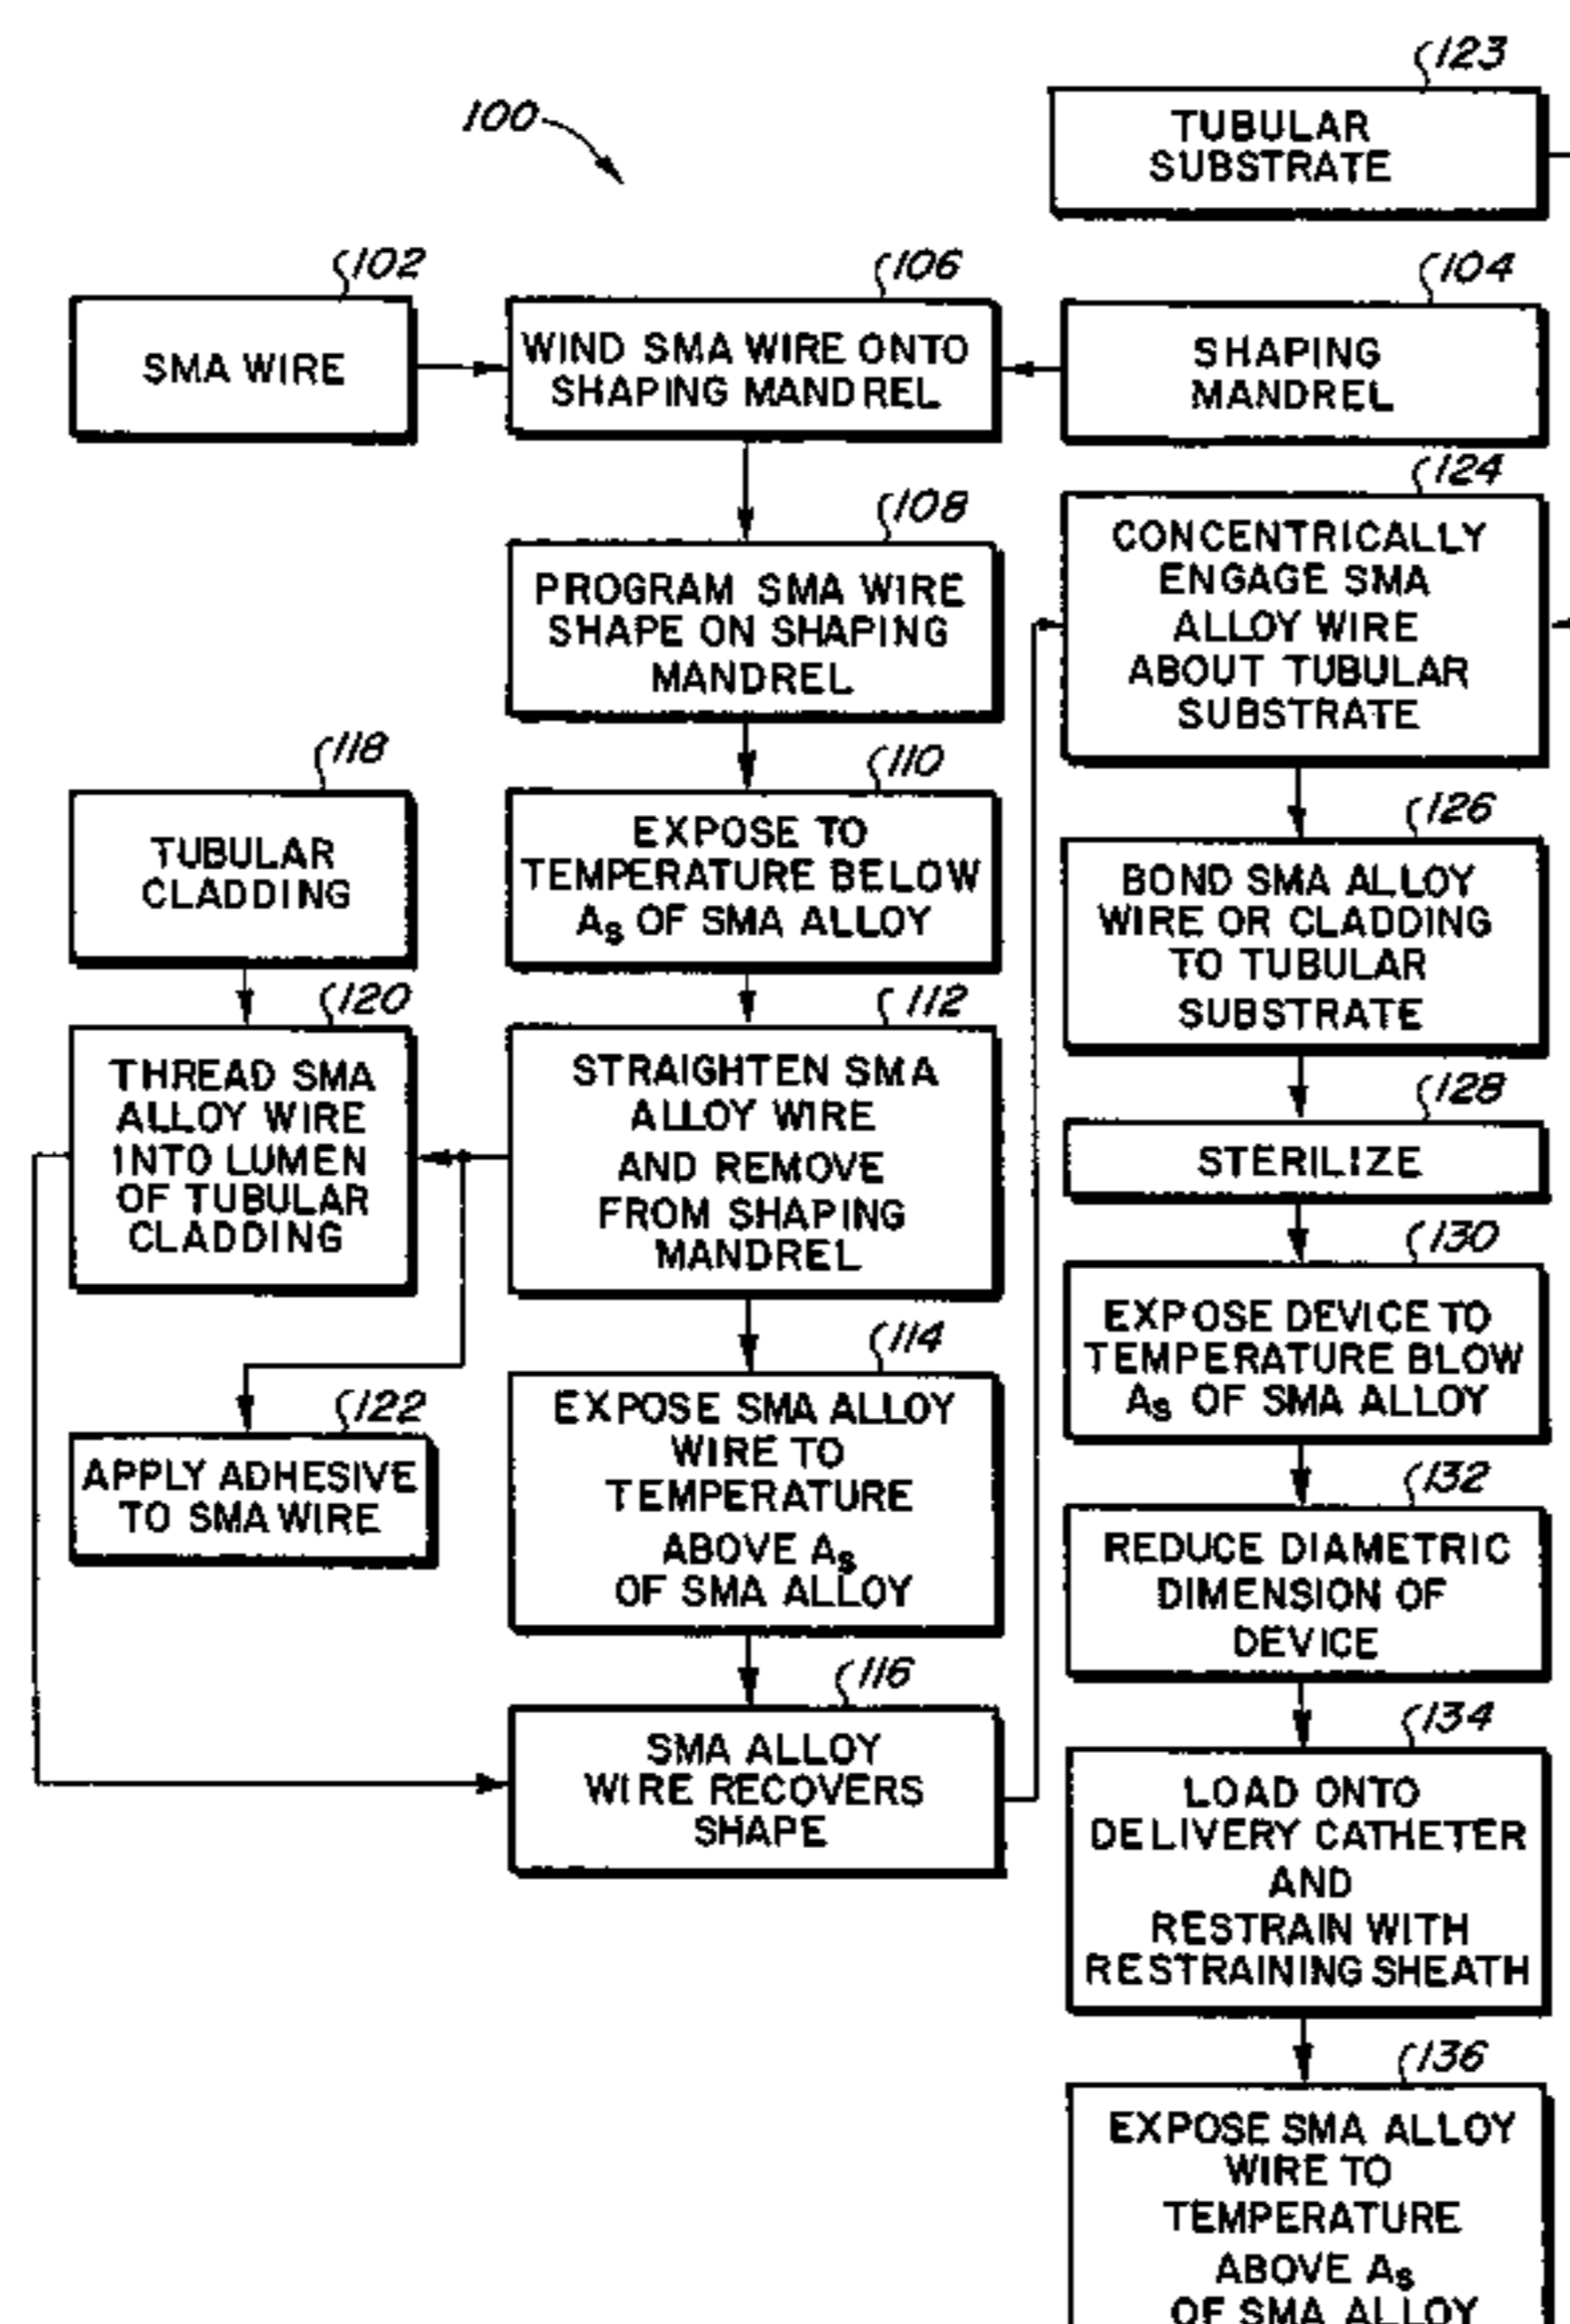 100
123
TUBULAR
SUBSTRATE
102
SMA WIRE
106
WIND SMA WIRE ONTO
SHAPING MANDREL
104
SHAPING
MANDREL
108
PROGRAM SMA WIRE
SHAPE ON SHAPING
MANDREL
124
CONCENTRICALLY
ENGAGE SMA
ALLOY WIRE
ABOUT TUBULAR
SUBSTRATE
118
TUBULAR
CLADDING
110
EXPOSE TO
TEMPERATURE BELOW
As OF SMA ALLOY
126
BOND SMA ALLOY
WIRE OR CLADDING
TO TUBULAR
SUBSTRATE
120
THREAD SMA
ALLOY WIRE
INTO LUMEN
OF TUBULAR
CLADDING
112
STRAIGHTEN SMA
ALLOY WIRE
AND REMOVE
FROM SHAPING
MANDREL
128
STERILIZE
130
EXPOSE DEVICE TO
TEMPERATURE BLOW
As OF SMA ALLOY
122
APPLY ADHESIVE
TO SMA WIRE
114
EXPOSE SMA ALLOY
WIRE TO
TEMPERATURE
ABOVE As
OF SMA ALLOY
132
REDUCE DIAMETRIC
DIMENSION OF
DEVICE
116
SMA ALLOY
WIRE RECOVERS
SHAPE
134
LOAD ONTO
DELIVERY CATHETER
AND
RESTRAIN WITH
RESTRAINING SHEATH
136
EXPOSE SMA ALLOY
WIRE TO
TEMPERATURE
ABOVE As
OF SMA ALLOY